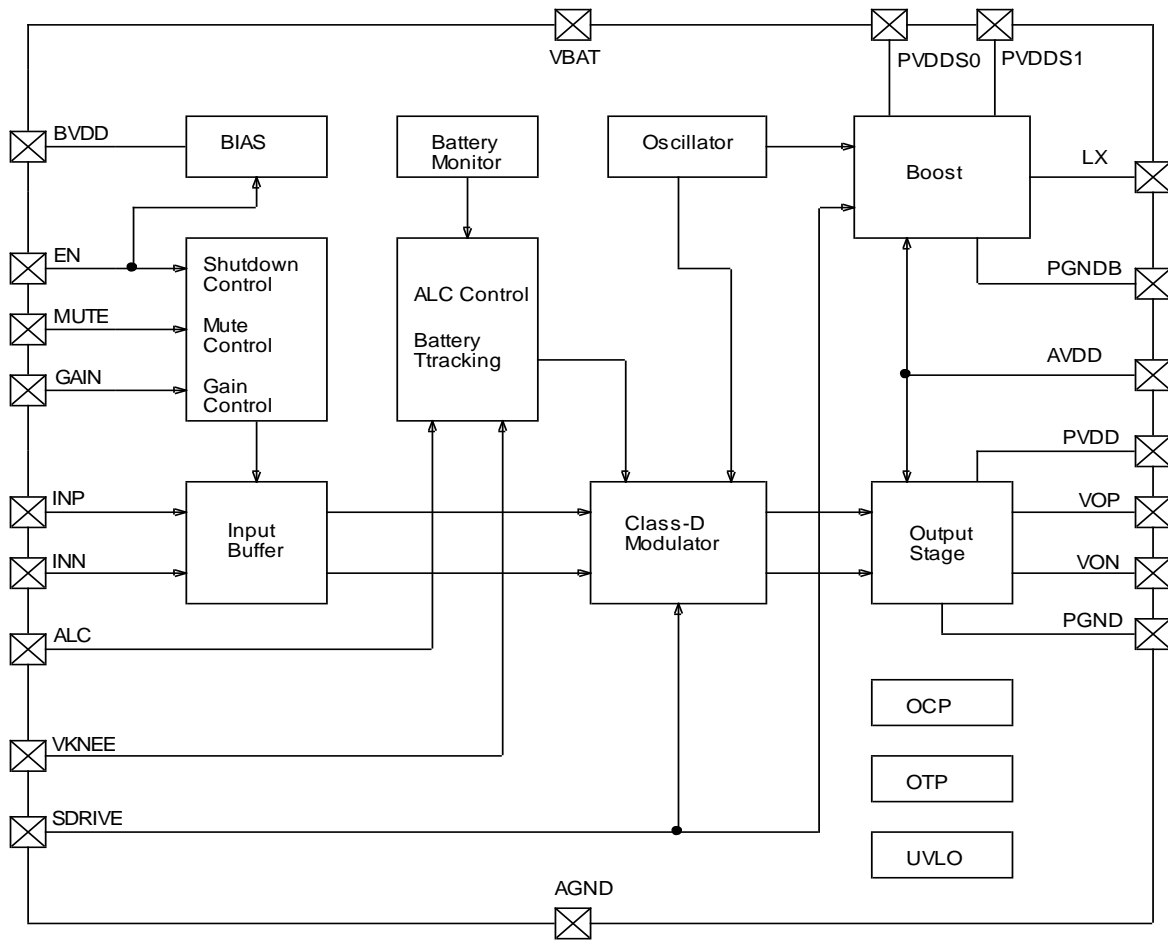 VBAT
PVDDS0
PVDDS1
BVDD
BIAS
Battery
Monitor
Oscillator
Boost
LX
EN
Shutdown
Control
Mute
Control
Gain
Control
MUTE
GAIN
ALC Control
Battery
Ttracking
PGNDB
AVDD
PVDD
INP
INN
Input
Buffer
Class-D
Modulator
Output
Stage
VOP
VON
PGND
ALC
OCP
VKNEE
OTP
SDRIVE
UVLO
AGND